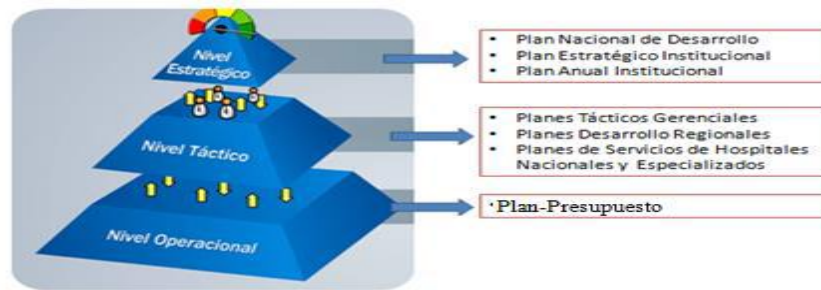 Nivel
Estratégico
• Plan Nacional de Desarrollo
• Plan Estratégico Institucional
• Plan Anual Institucional
Nivel Táctico
• Planes Tácticos Gerenciales
• Planes Desarrollo Regionales
• Planes de Servicios de Hospitales
Nacionales y Especializados
Nivel Operacional
·Plan-Presupuesto